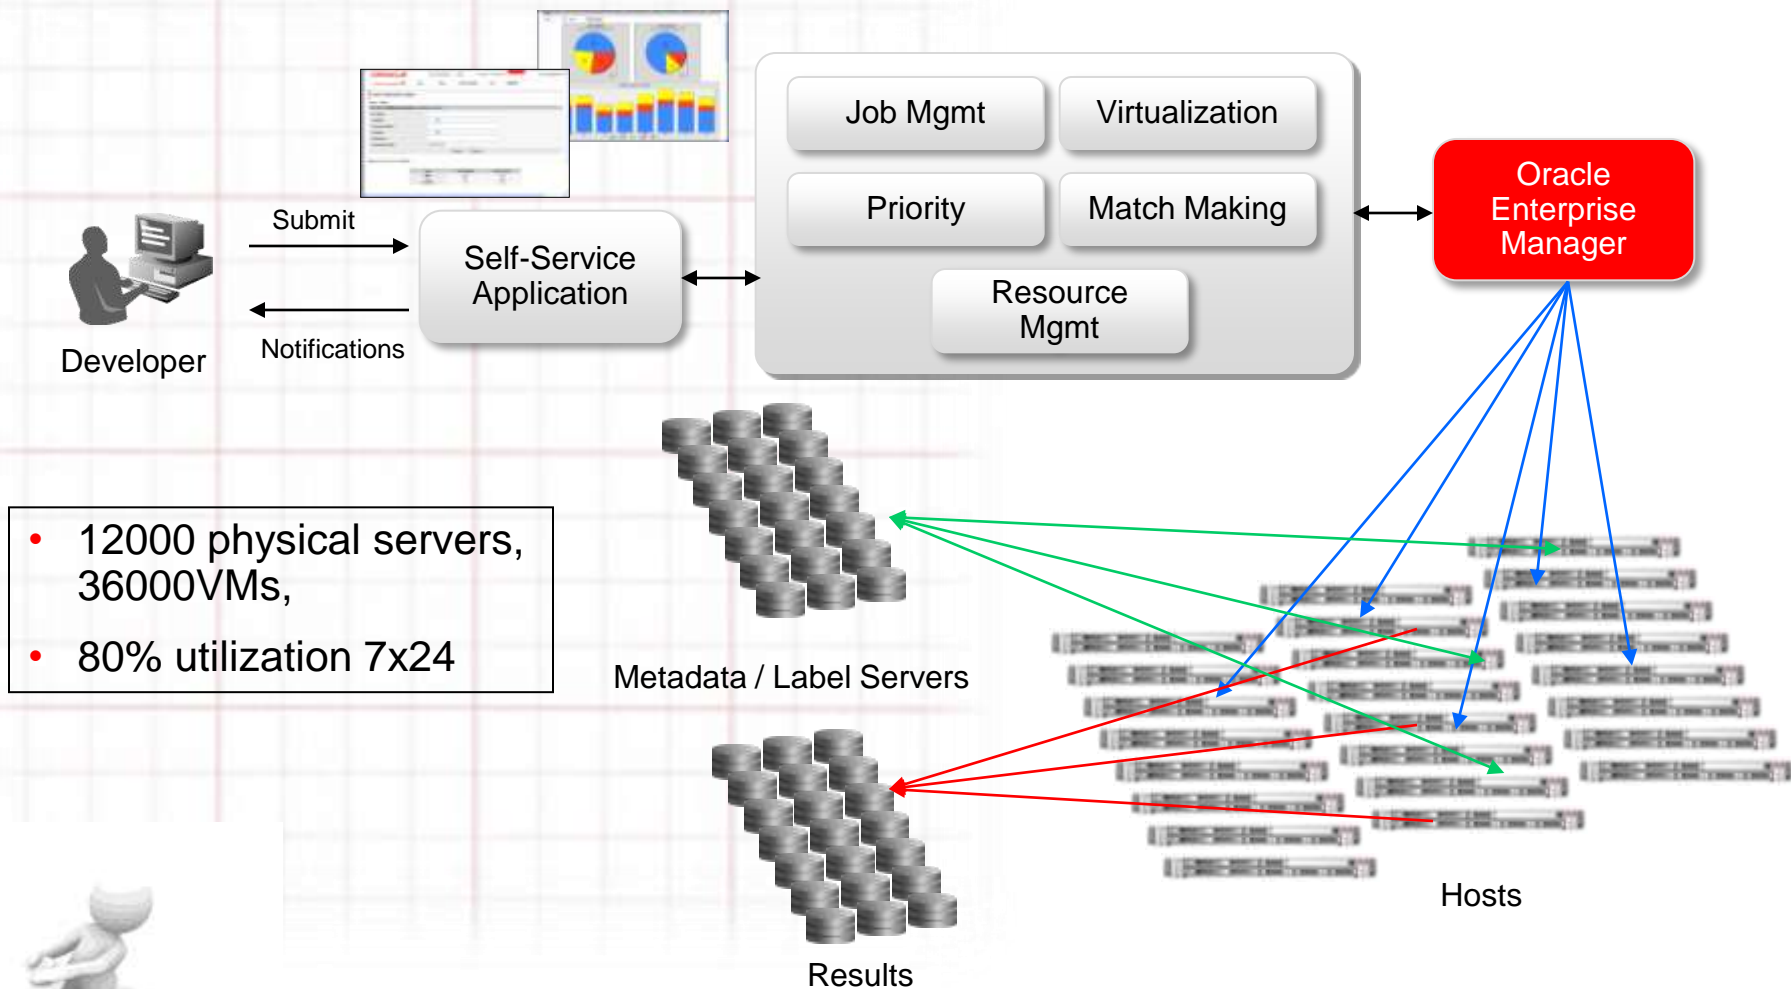 Job Mgmt
Virtualization
Priority
Match Making
Resource
Mgmt
Oracle
Enterprise
Manager
Submit
Self-Service
Application
Notifications
Developer
• 12000 physical servers,
36000VMs,
• 80% utilization 7x24
Metadata / Label Servers
Hosts
Results